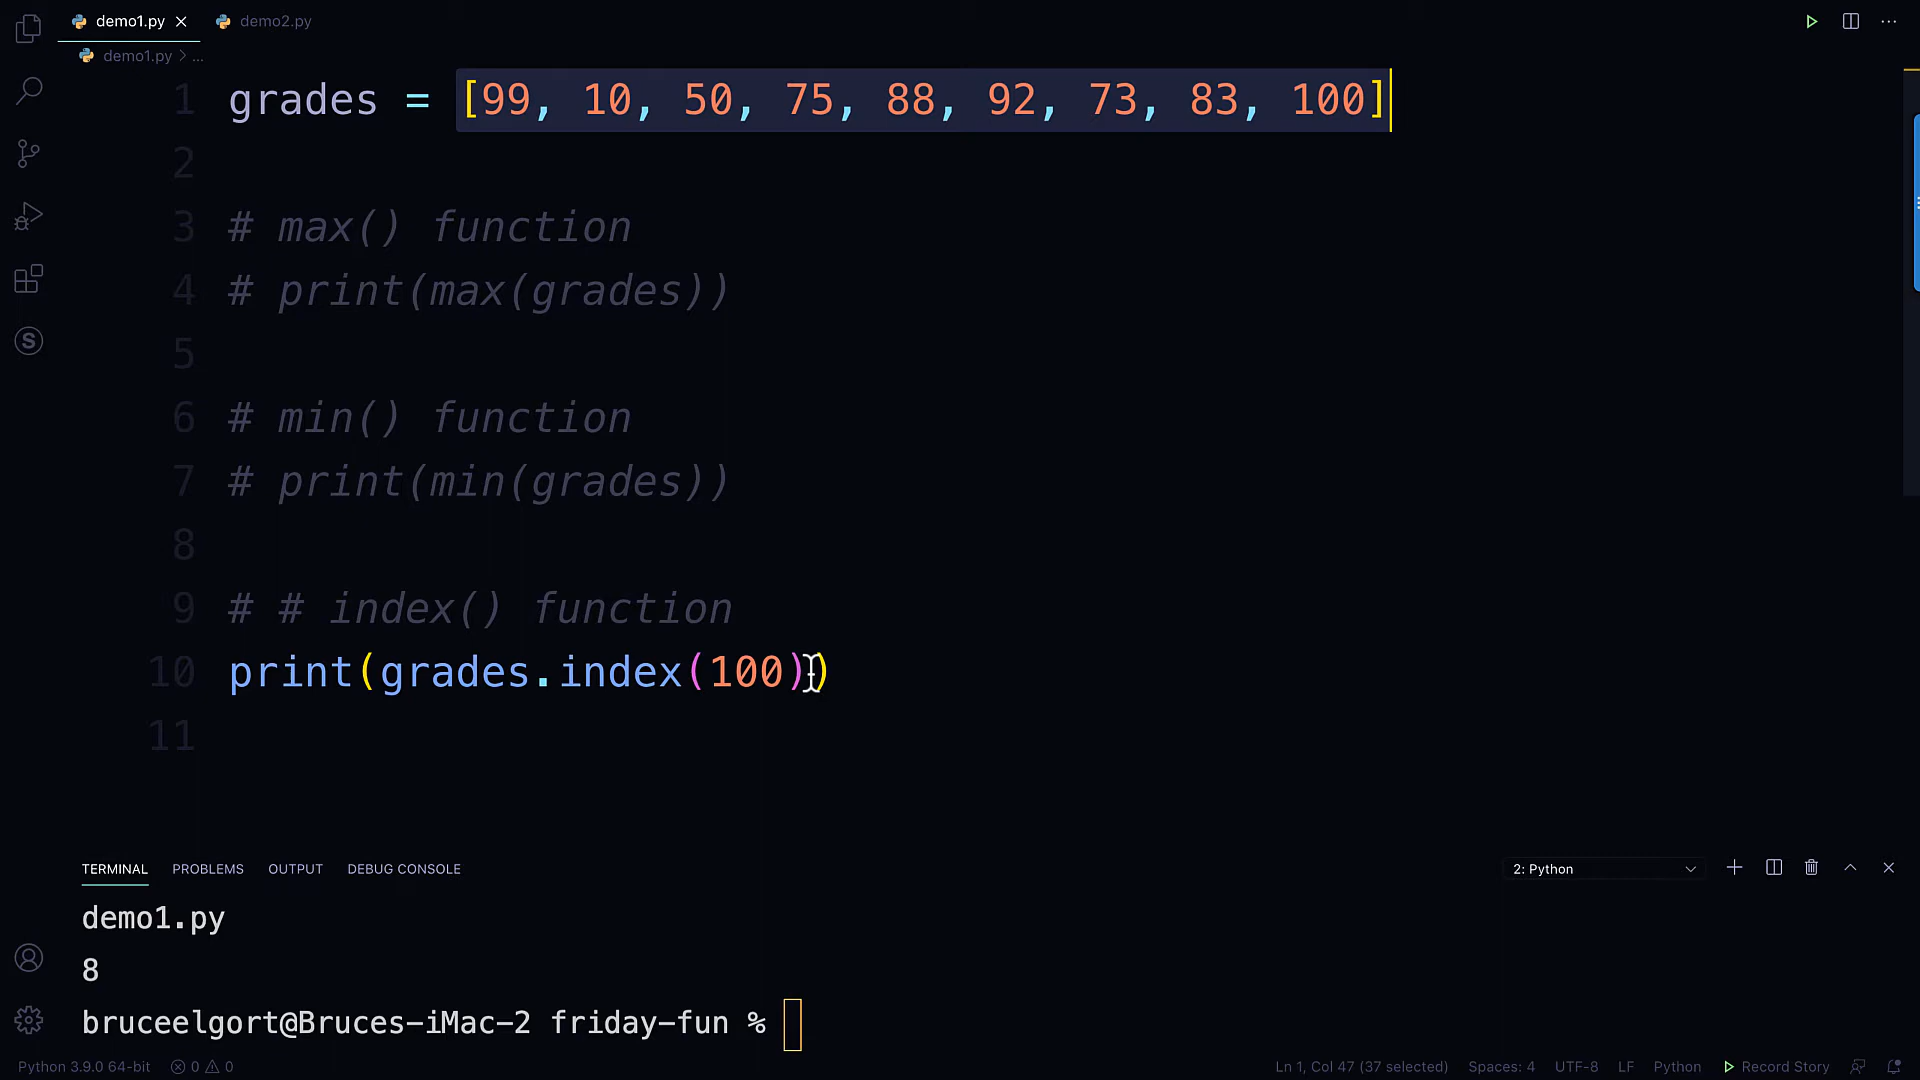 demo1.py
demo2.py
demo1.py > ...
1 grades = [99, 10, 50, 75, 88, 92, 73, 83, 100]
2
3 # max() function
4 # print(max(grades))
5
6 # min() function
7 # print(min(grades))
8
9 # # index() function
10 print(grades.index(100))
11
TERMINAL PROBLEMS OUTPUT DEBUG CONSOLE 2: Python
demo1.py
8
bruceelgort@Bruces-iMac-2 friday-fun %
Python 3.9.0 64-bit 0 0 Ln 1, Col 47 (37 selected) Spaces: 4 UTF-8 LF Python Record Story